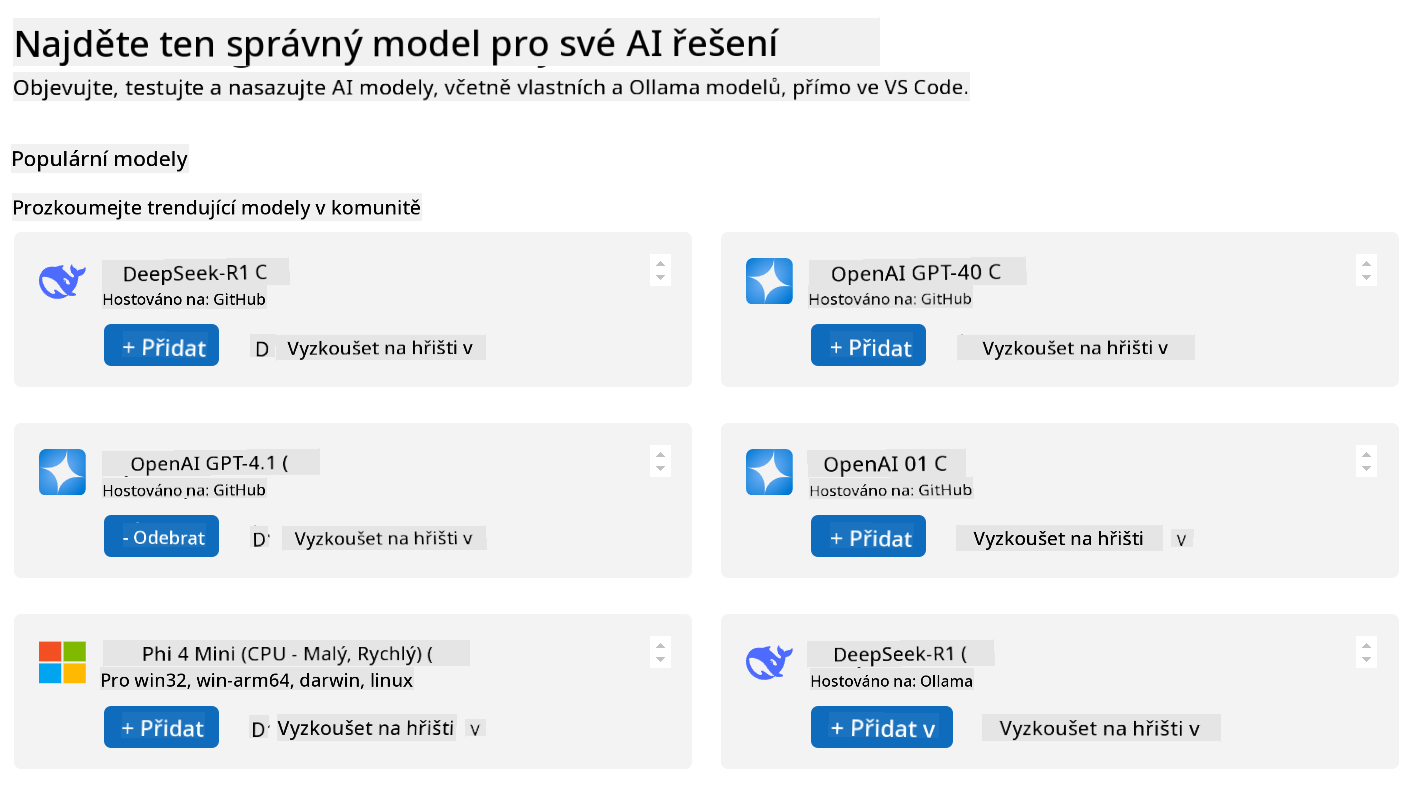 Najděte ten správný model pro své AI řešení
Objevujte, testujte a nasazujte AI modely, včetně vlastních a Ollama modelů, přímo ve VS Code.
Populární modely
Prozkoumejte trendující modely v komunitě
DeepSeek-R1 C
Hostováno na: GitHub
+ Přidat
D Vyzkoušet na hřišti v
OpenAI GPT-40 C
Hostováno na: GitHub
+ Přidat
Vyzkoušet na hřišti v
OpenAI GPT-4.1 (
Hostováno na: GitHub
- Odebrat
D Vyzkoušet na hřišti v
OpenAI 01 C
Hostováno na: GitHub
+ Přidat
Vyzkoušet na hřišti v
Phi 4 Mini (CPU - Malý, Rychlý) (
Pro win32, win-arm64, darwin, linux
+ Přidat
D Vyzkoušet na hřišti v
DeepSeek-R1 (
Hostováno na: Ollama
+ Přidat v
Vyzkoušet na hřišti v